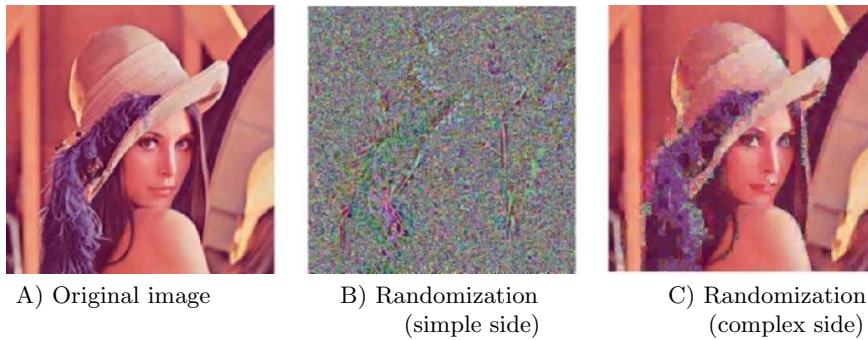 A) Original image
B) Randomization
(simple side)
C) Randomization
(complex side)